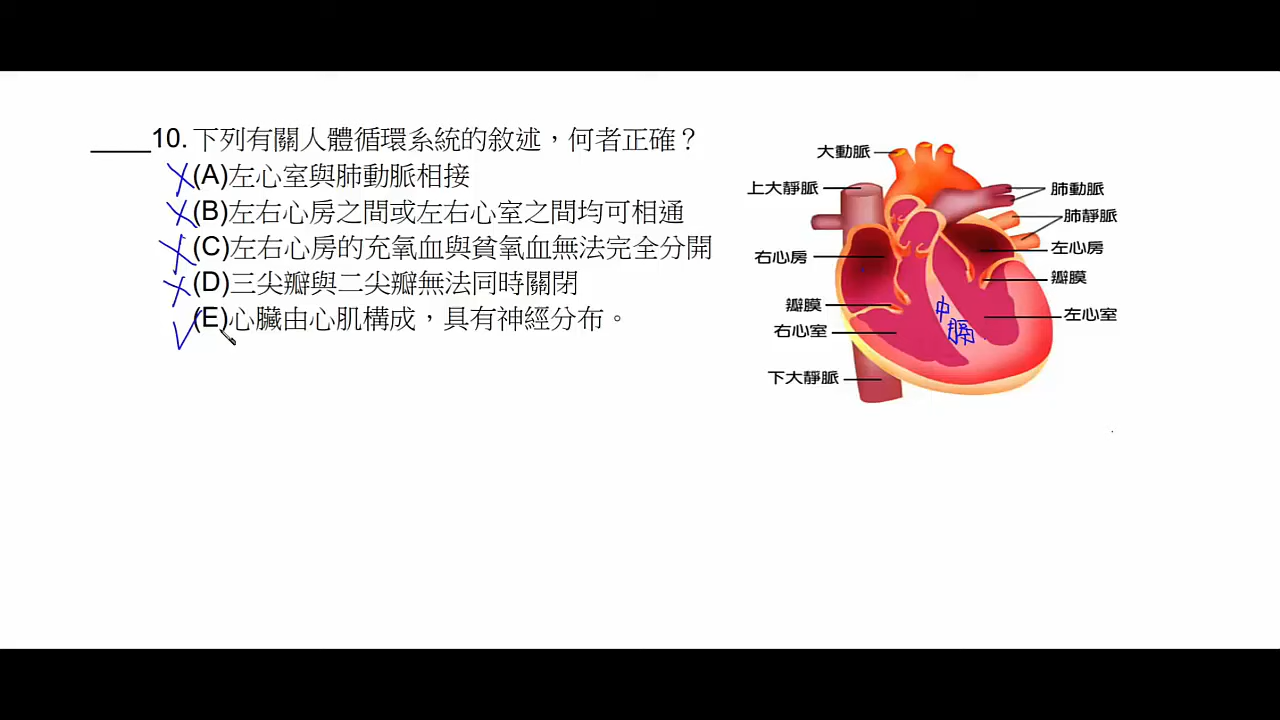 ____10. 下列有關人體循環系統的敘述，何者正確？
(A)左心室與肺動脈相接
(B)左右心房之間或左右心室之間均可相通
(C)左右心房的充氧血與貧氧血無法完全分開
(D)三尖瓣與二尖瓣無法同時關閉
(E)心臟由心肌構成，具有神經分布。
大動脈
上大靜脈
右心房
瓣膜
右心室
下大靜脈
肺動脈
肺靜脈
左心房
瓣膜
左心室
中
膈